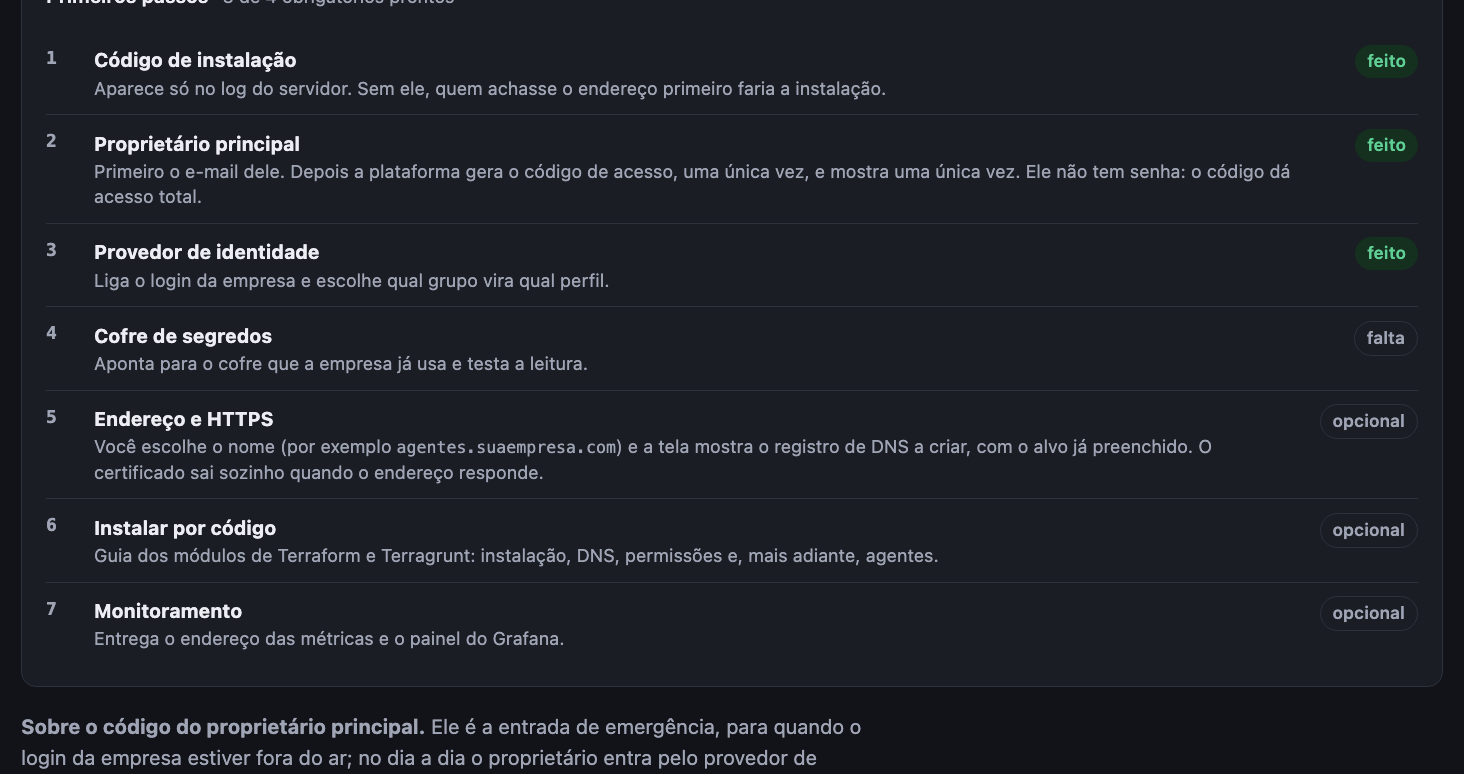 Primeiros passos 3 de 4 obrigatórios prontos
1
Código de instalação
feito
Aparece só no log do servidor. Sem ele, quem achasse o endereço primeiro faria a instalação.
2
Proprietário principal
feito
Primeiro o e-mail dele. Depois a plataforma gera o código de acesso, uma única vez, e mostra uma única vez. Ele não tem senha: o código dá
acesso total.
3
Provedor de identidade
feito
Liga o login da empresa e escolhe qual grupo vira qual perfil.
4
Cofre de segredos
falta
Aponta para o cofre que a empresa já usa e testa a leitura.
5
Endereço e HTTPS
opcional
Você escolhe o nome (por exemplo agentes.suaempresa.com) e a tela mostra o registro de DNS a criar, com o alvo já preenchido. O
certificado sai sozinho quando o endereço responde.
6
Instalar por código
opcional
Guia dos módulos de Terraform e Terragrunt: instalação, DNS, permissões e, mais adiante, agentes.
7
Monitoramento
opcional
Entrega o endereço das métricas e o painel do Grafana.
Sobre o código do proprietário principal. Ele é a entrada de emergência, para quando o
login da empresa estiver fora do ar; no dia a dia o proprietário entra pelo provedor de